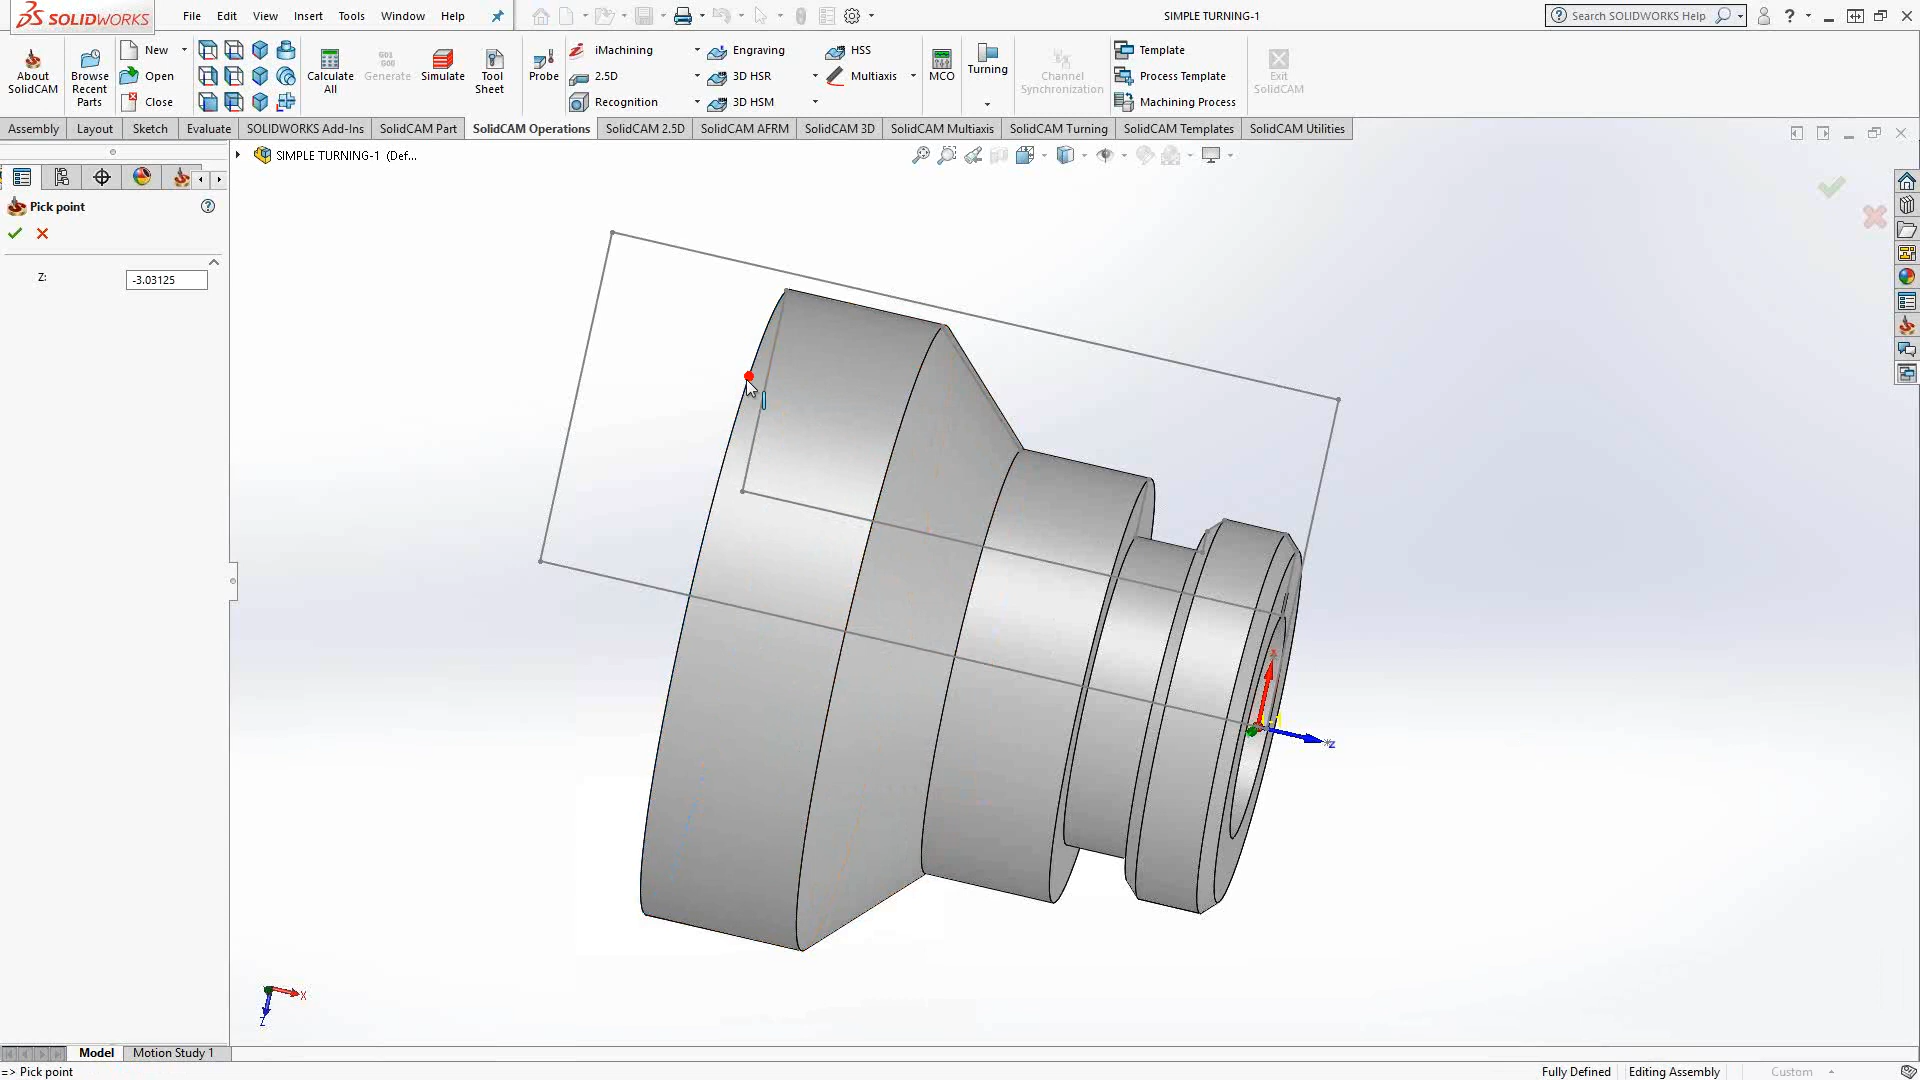 SOLIDWORKS
File Edit View Insert Tools Window Help
SIMPLE TURNING-1
Search SOLIDWORKS Help
About SolidCAM
Browse Recent Parts
New
Open
Close
Calculate All
Generate
Simulate
Tool Sheet
Probe
iMachining
2.5D
Recognition
Engraving
3D HSR
3D HSM
HSS
Multiaxis
MCO
Turning
Channel Synchronization
Template
Process Template
Machining Process
Exit SolidCAM
Assembly Layout Sketch Evaluate SOLIDWORKS Add-Ins SolidCAM Part SolidCAM Operations SolidCAM 2.5D SolidCAM AFRM SolidCAM 3D SolidCAM Multiaxis SolidCAM Turning SolidCAM Templates SolidCAM Utilities
SIMPLE TURNING-1 (Def...
Pick point
Z: -3.03125
z
X
Z
Model Motion Study 1
=> Pick point
Fully Defined Editing Assembly Custom